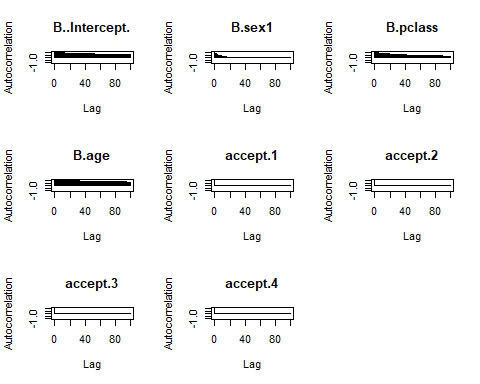 B..Intercept.
Autocorrelation
-1.0
0 40 80
Lag
B.sex1
Autocorrelation
-1.0
0 40 80
Lag
B.pclass
Autocorrelation
-1.0
0 40 80
Lag
B.age
Autocorrelation
-1.0
0 40 80
Lag
accept.1
Autocorrelation
-1.0
0 40 80
Lag
accept.2
Autocorrelation
-1.0
0 40 80
Lag
accept.3
Autocorrelation
-1.0
0 40 80
Lag
accept.4
Autocorrelation
-1.0
0 40 80
Lag